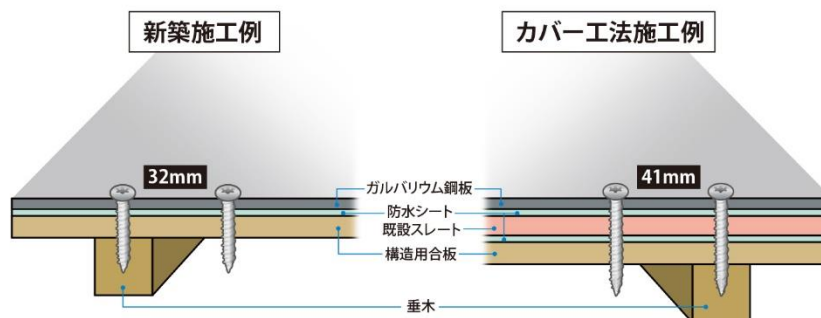 新築施工例
カバー工法施工例
32mm
41mm
ガルバリウム鋼板
防水シート
既設スレート
構造用合板
垂木